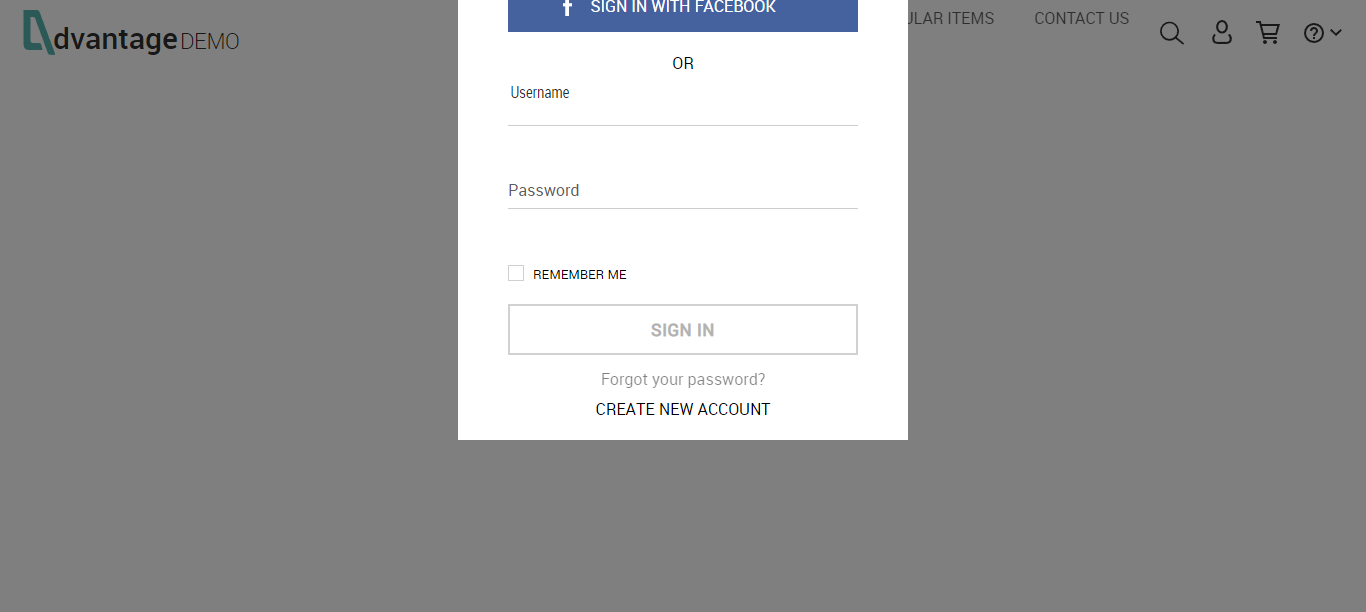 SIGN IN WITH FACEBOOK
dvantage DEMO
ITEMS
CONTACT US
OR
Username
Password
REMEMBER ME
SIGN IN
Forgot your password?
CREATE NEW ACCOUNT